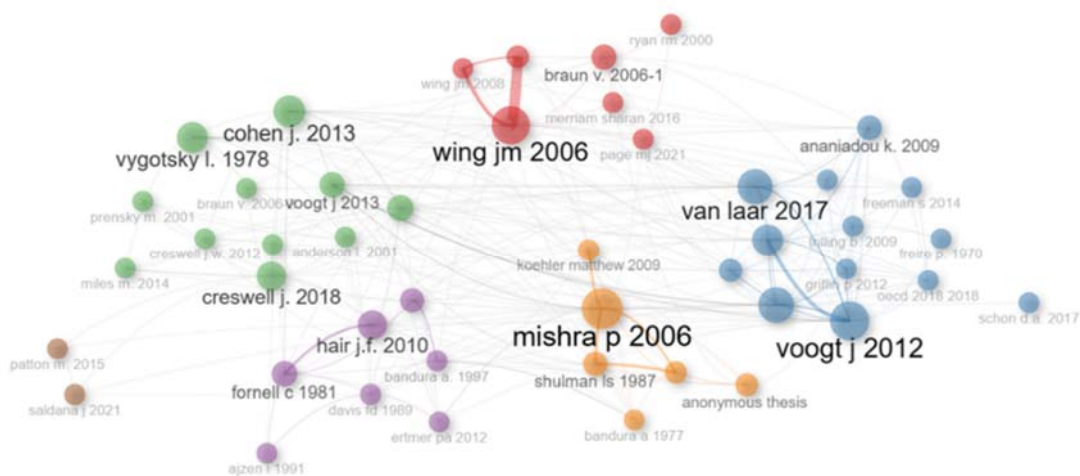 ryan rm 2000
wing jm 2008
braun v. 2006-1
merriam sharan 2016
cohen j. 2013
wing jm 2006
page mj 2021
ananiadou k. 2009
vygotsky l. 1978
prensky m. 2001
braun v. 2006
voogt j 2013
van laar 2017
freeman s 2014
creswell j.w. 2012
anderson l. 2001
2009
freire p. 1970
koehler matthew 2009
miles m. 2014
creswell j. 2018
griffin p 2012
oecd 2018 2018
schon d.a. 2017
mishra p 2006
hair j.f. 2010
voogt j 2012
patton m. 2015
bandura a. 1997
shulman ls 1987
fornell c 1981
anonymous thesis
saldana j 2021
davis fd 1989
ertmer pa 2012
bandura a 1977
ajzen i 1991